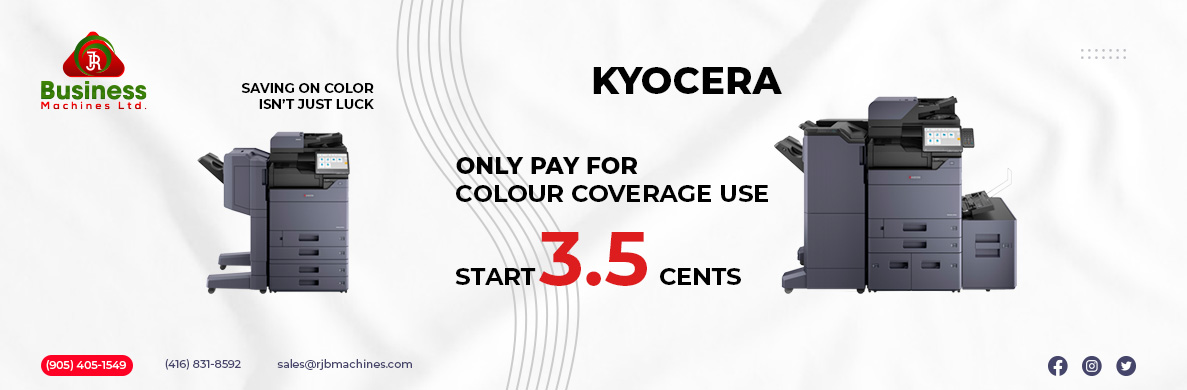 JR
Business
Machines Ltd.
SAVING ON COLOR
ISN'T JUST LUCK
KYOCERA
ONLY PAY FOR
COLOUR COVERAGE USE
START 3.5 CENTS
(905) 405-1549
(416) 831-8592
sales@rjbmachines.com